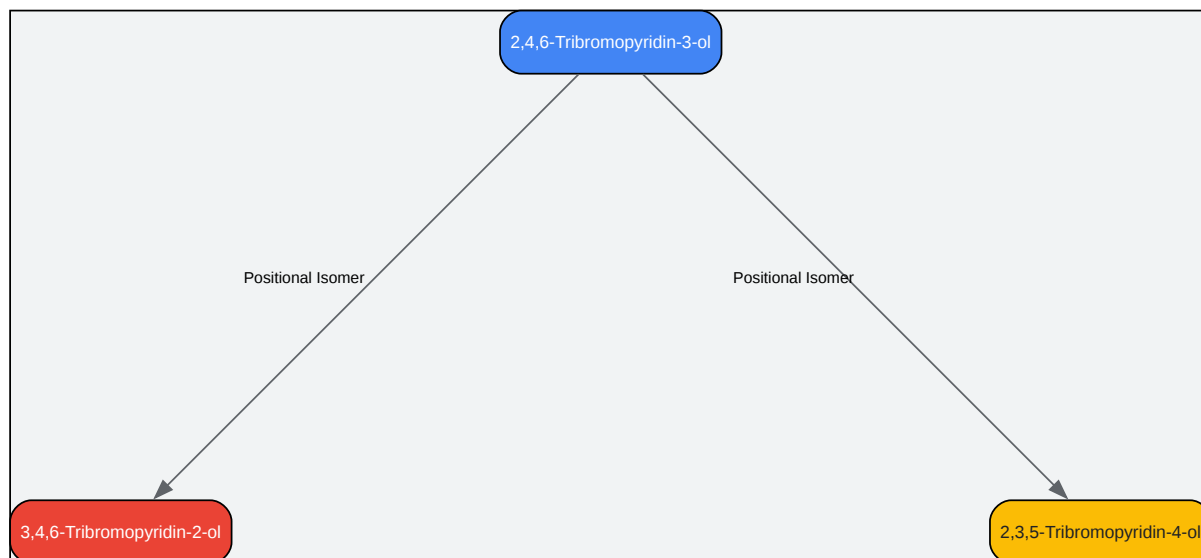 2,4,6-Tribromopyridin-3-ol
Positional Isomer
Positional Isomer
3,4,6-Tribromopyridin-2-ol
2,3,5-Tribromopyridin-4-ol